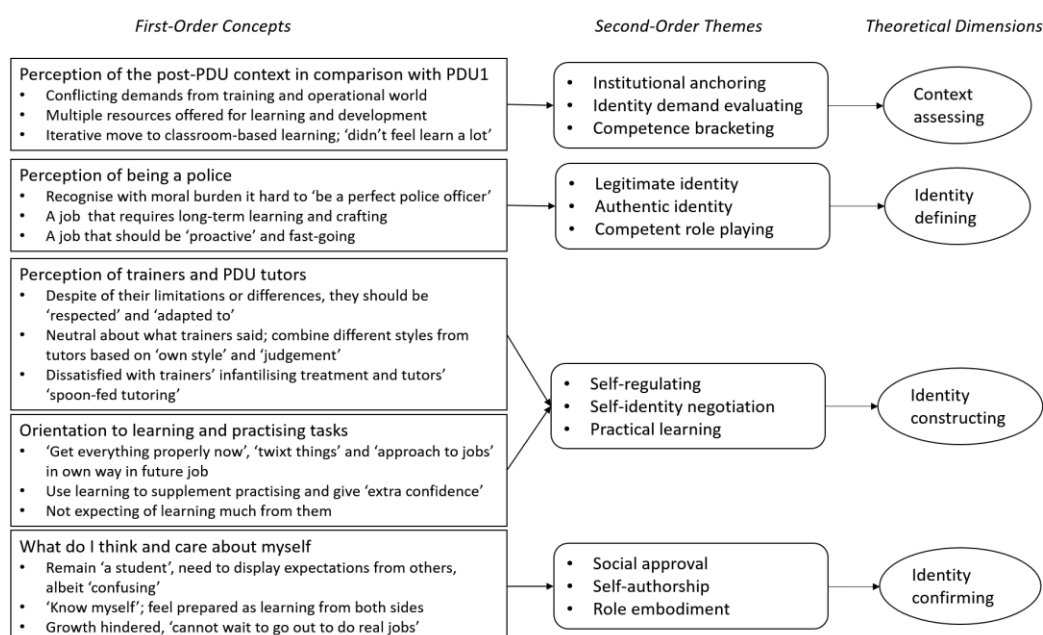 First-Order Concepts
Second-Order Themes
Theoretical Dimensions
Perception of the post-PDU context in comparison with PDU1
• Conflicting demands from training and operational world
• Multiple resources offered for learning and development
• Iterative move to classroom-based learning; ‘didn’t feel learn a lot’
• Institutional anchoring
• Identity demand evaluating
• Competence bracketing
Context
assessing
Perception of being a police
• Recognise with moral burden it hard to ‘be a perfect police officer’
• A job that requires long-term learning and crafting
• A job that should be ‘proactive’ and fast-going
• Legitimate identity
• Authentic identity
• Competent role playing
Identity
defining
Perception of trainers and PDU tutors
• Despite of their limitations or differences, they should be
‘respected’ and ‘adapted to’
• Neutral about what trainers said; combine different styles from
tutors based on ‘own style’ and ‘judgement’
• Dissatisfied with trainers’ infantilising treatment and tutors’
‘spoon-fed tutoring’
Orientation to learning and practising tasks
• ‘Get everything properly now’, ‘twixt things’ and ‘approach to jobs’
in own way in future job
• Use learning to supplement practising and give ‘extra confidence’
• Not expecting of learning much from them
• Self-regulating
• Self-identity negotiation
• Practical learning
Identity
constructing
What do I think and care about myself
• Remain ‘a student’, need to display expectations from others,
albeit ‘confusing’
• ‘Know myself’; feel prepared as learning from both sides
• Growth hindered, ‘cannot wait to go out to do real jobs’
• Social approval
• Self-authorship
• Role embodiment
Identity
confirming